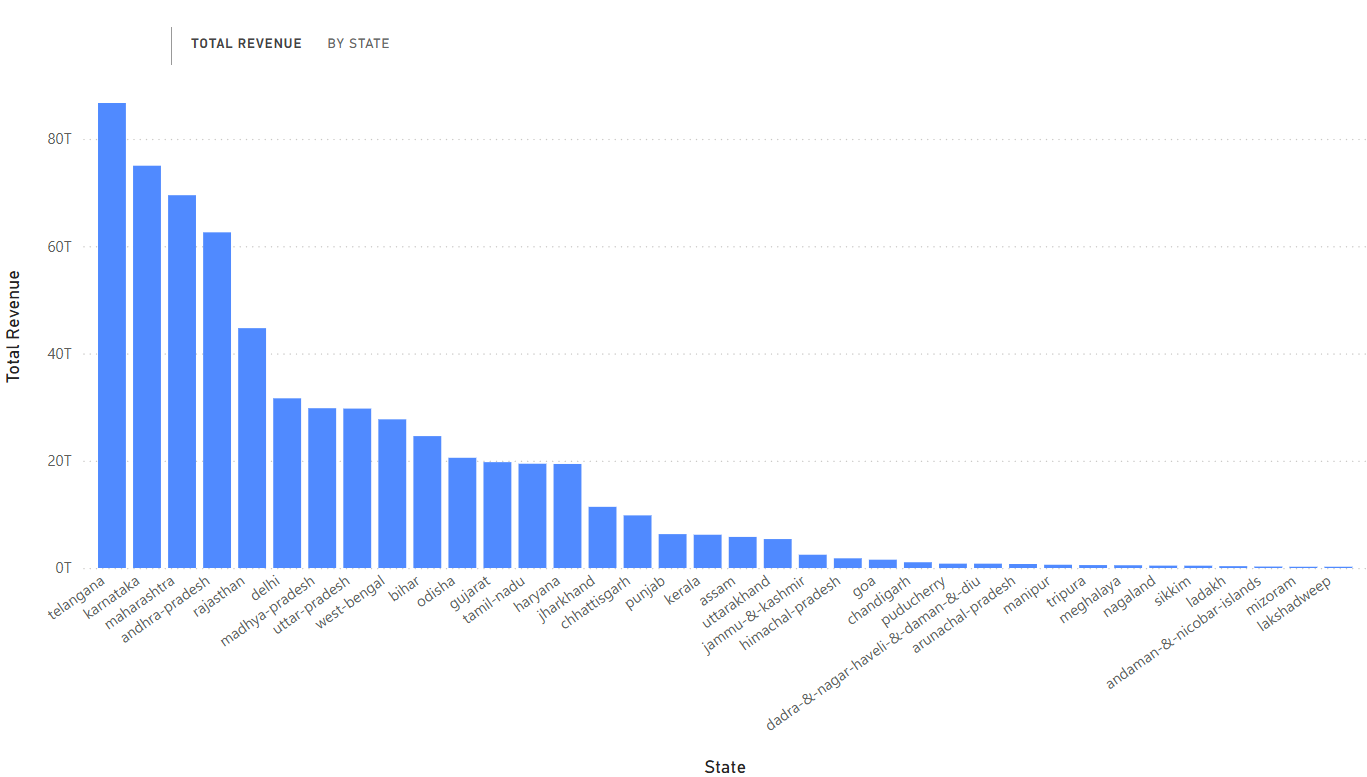 TOTAL REVENUE BY STATE
80T
60T
40T
20T
0T
Total Revenue
telangana
karnataka
maharashtra
andhra-pradesh
rajasthan
delhi
madhya-pradesh
uttar-pradesh
west-bengal
bihar
odisha
gujarat
tamil-nadu
haryana
jharkhand
chhattisgarh
punjab
kerala
assam
uttarakhand
jammu-&-kashmir
himachal-pradesh
goa
chandigarh
puducherry
dadra-&-nagar-haveli-&-daman-&-diu
arunachal-pradesh
manipur
tripura
meghalaya
nagaland
sikkim
ladakh
andaman-&-nicobar-islands
mizoram
lakshadweep
State